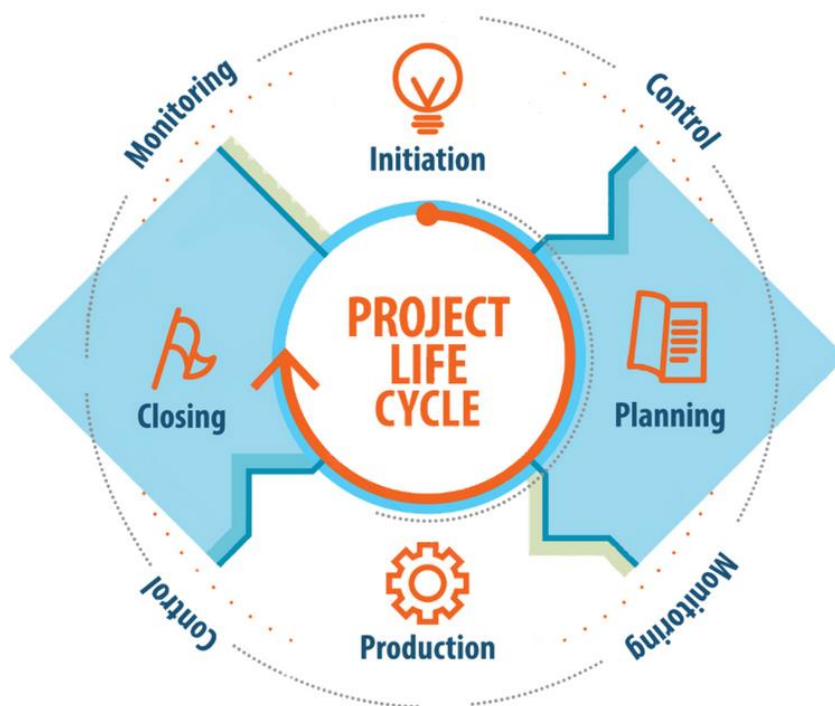 Monitoring
Control
Initiation
PROJECT
LIFE
CYCLE
Closing
Planning
Production
Control
Monitoring